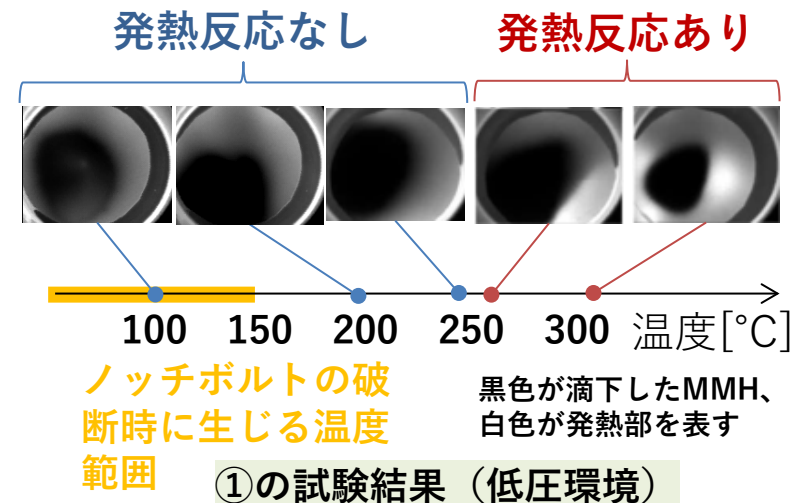 発熱反応なし
発熱反応あり
100 150 200 250 300 温度[℃]
ノッチボルトの破
断時に生じる温度
範囲
黒色が滴下したMMH、
白色が発熱部を表す
①の試験結果（低圧環境）